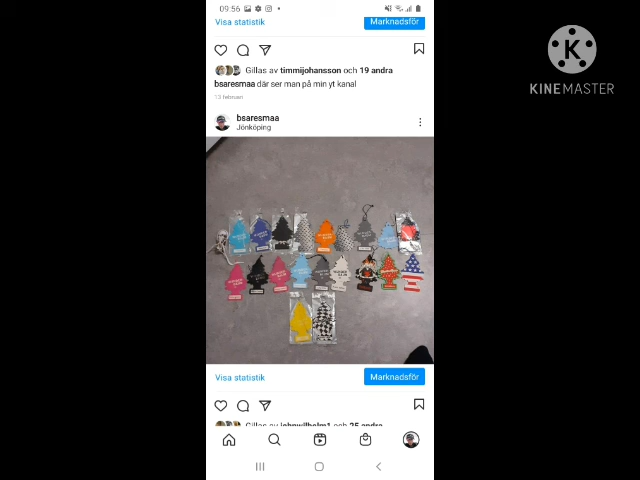 09:56
Visa statistik
Marknadsför
KINEMASTER
Gillas av timmijohansson och 19 andra
bsaresmaa där ser man på min yt kanal
13 februari
bsaresmaa
Jönköping
Visa statistik
Marknadsför
Gillas av johnwilhelm1 och 25 andra